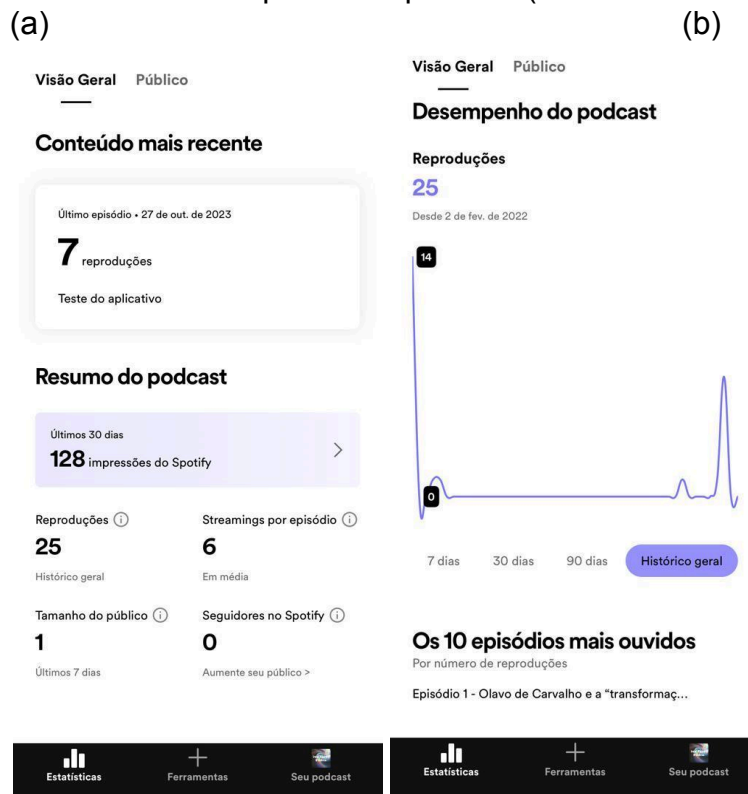 (a)
(b)
Visão Geral Público
Conteúdo mais recente
Último episódio • 27 de out. de 2023
7 reproduções
Teste do aplicativo
Resumo do podcast
Últimos 30 dias
128 impressões do Spotify
Reproduções
Streamings por episódio
25
6
Histórico geral
Em média
Tamanho do público
Seguidores no Spotify
1
0
Últimos 7 dias
Aumente seu público >
Estatísticas Ferramentas Seu podcast
Visão Geral Público
Desempenho do podcast
Reproduções
25
Desde 2 de fev. de 2022
14
0
7 dias 30 dias 90 dias Histórico geral
Os 10 episódios mais ouvidos
Por número de reproduções
Episódio 1 - Olavo de Carvalho e a “transformaç...
Estatísticas Ferramentas Seu podcast